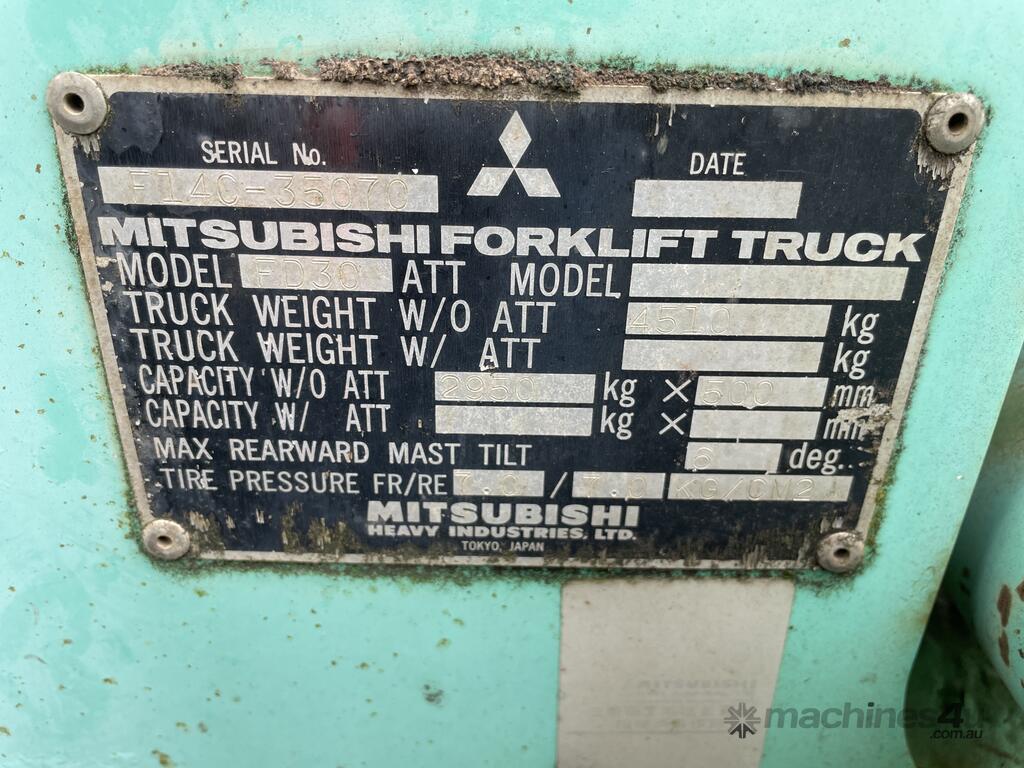 SERIAL No.
F14C-35070
DATE
MITSUBISHI FORKLIFT TRUCK
MODEL FD30 ATT MODEL
TRUCK WEIGHT W/O ATT 4510 kg
TRUCK WEIGHT W/ ATT kg
CAPACITY W/O ATT 2950 kg × 500 mm
CAPACITY W/ ATT kg × mm
MAX REARWARD MAST TILT 6 deg.
TIRE PRESSURE FR/RE 7.0 / 7.0 KG/CM2
MITSUBISHI
HEAVY INDUSTRIES, LTD.
TOKYO, JAPAN
MITSUBISHI
machines4u
.com.au